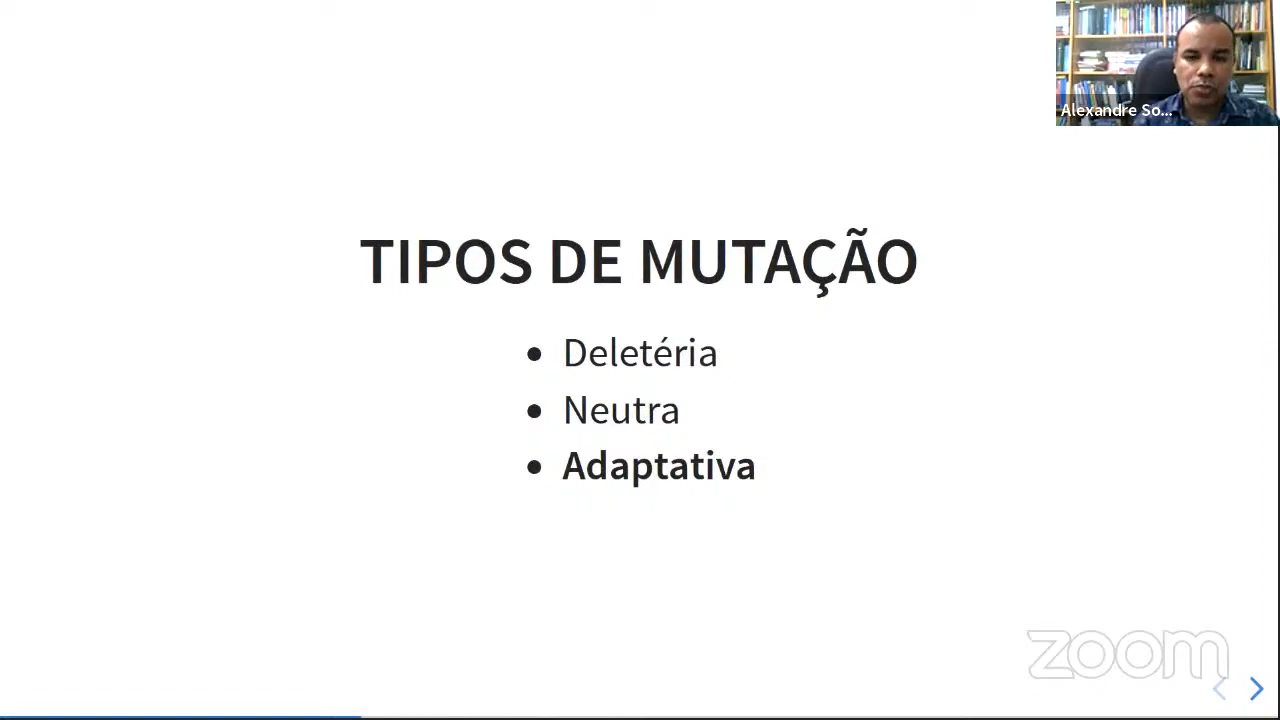 Alexandre So...
TIPOS DE MUTAÇÃO
• Deletéria
• Neutra
• Adaptativa
zoom